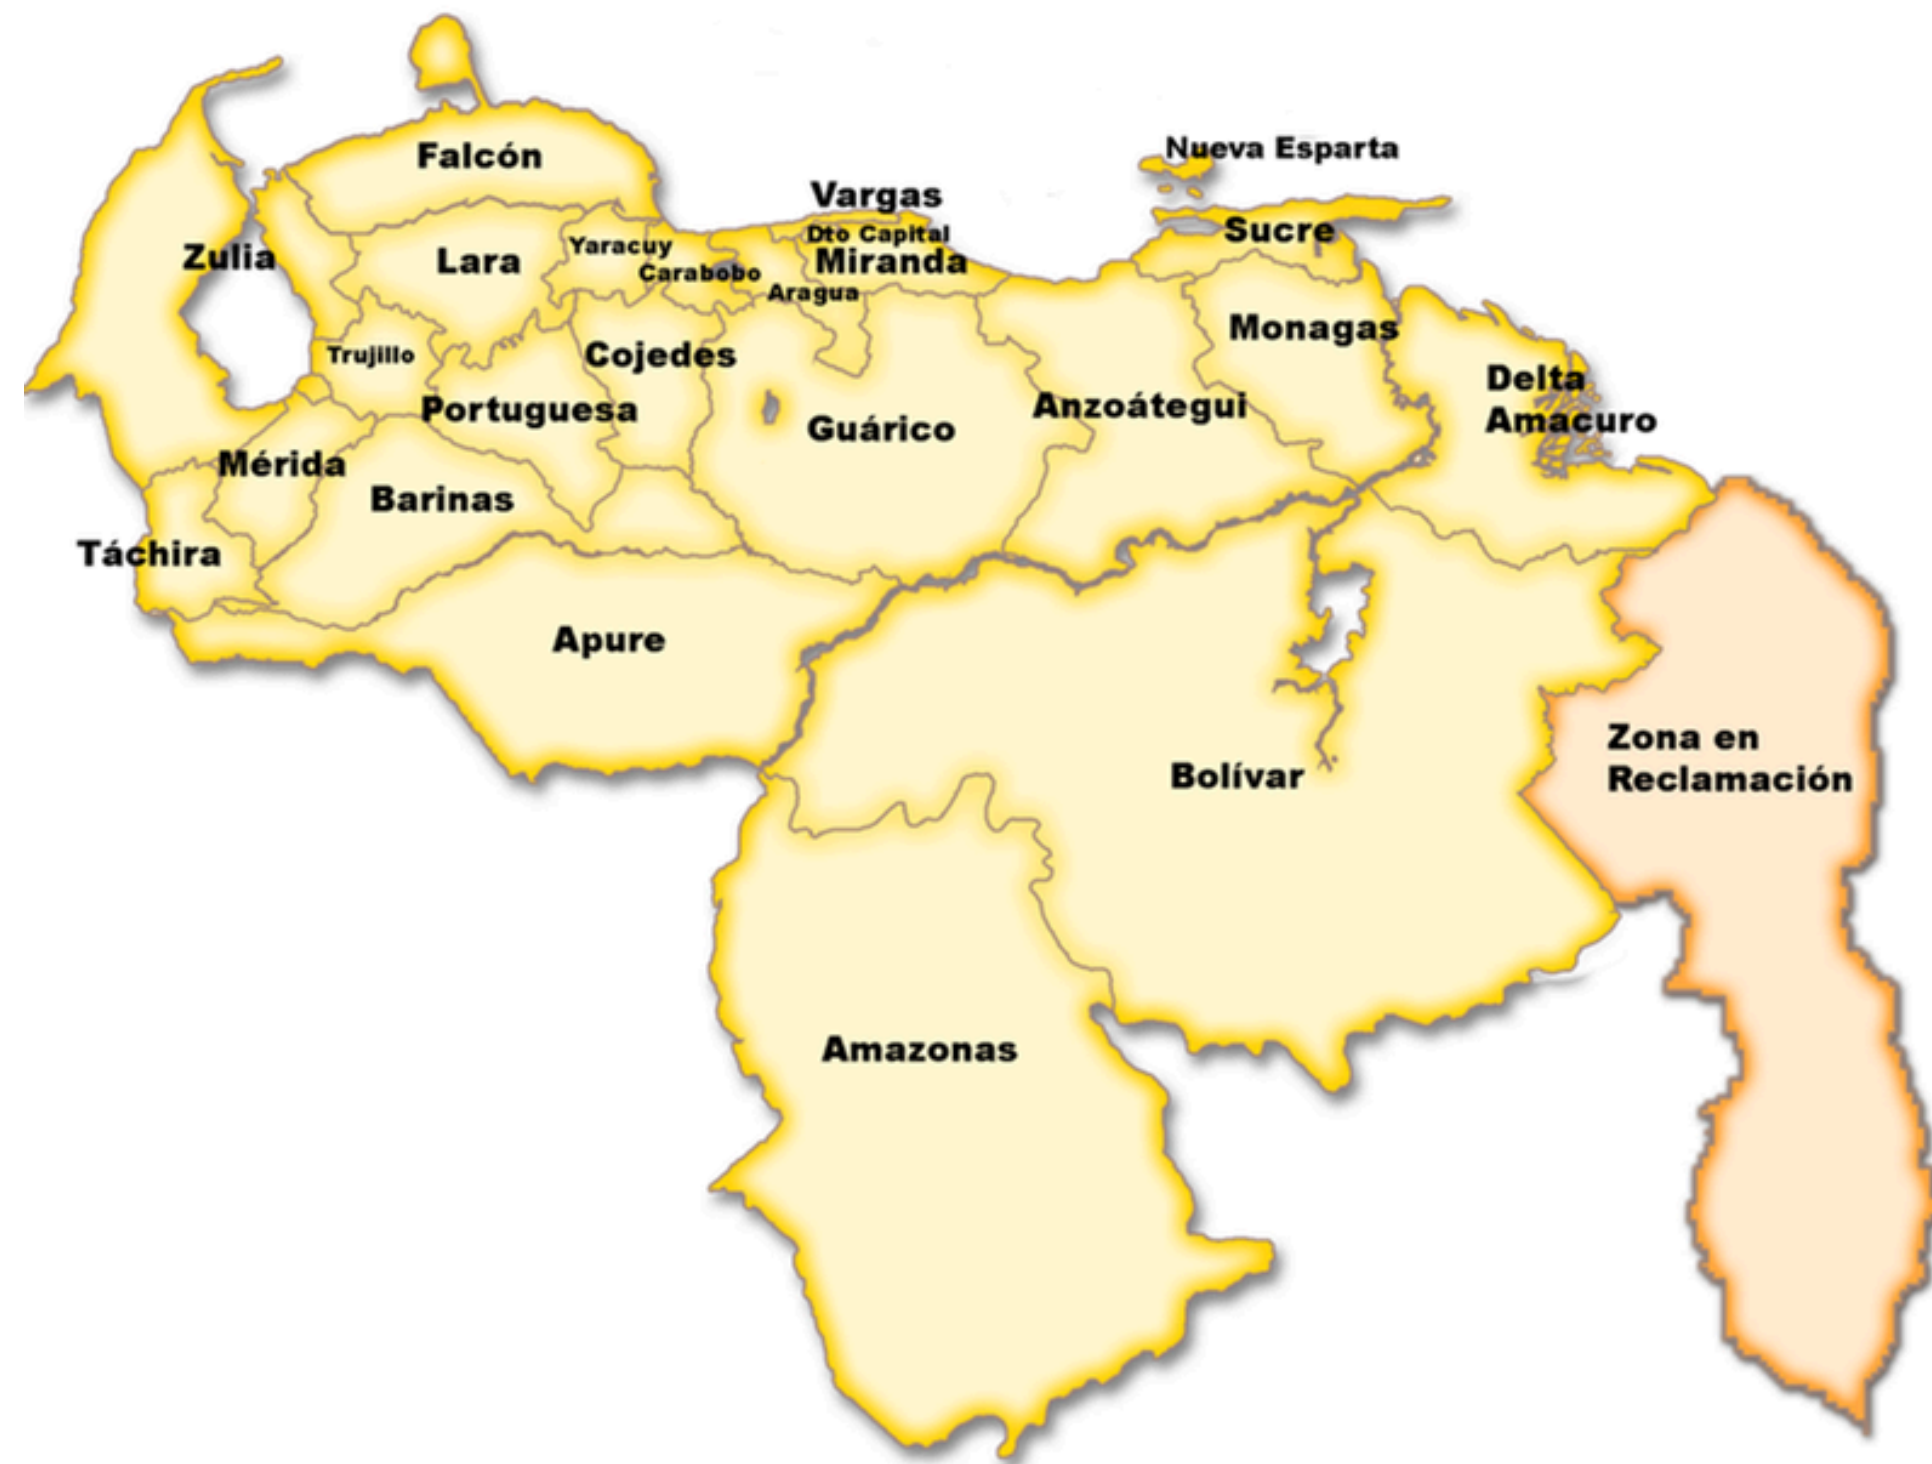 Nueva Esparta
Falcón
Vargas
Sucre
Dto Capital
Yaracuy
Zulia
Lara
Miranda
Carabobo
Aragua
Monagas
Trujillo
Cojedes
Delta
Amacuro
Portuguesa
Anzoátegui
Guárico
Mérida
Barinas
Táchira
Apure
Zona en
Reclamación
Bolívar
Amazonas